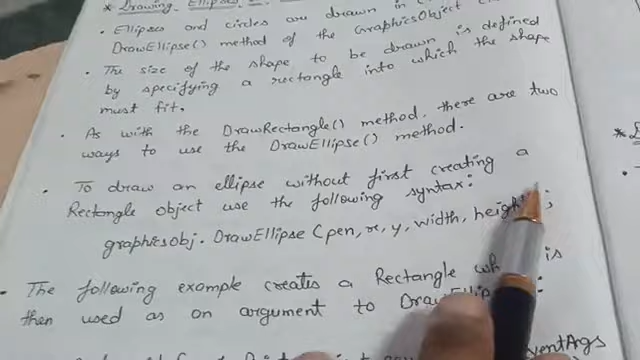 * Drawing Ellipses
• Ellipses and circles are drawn in
DrawEllipse() method of the GraphicsObject
• The size of the shape to be drawn is defined
by specifying a rectangle into which the shape
must fit.
• As with the DrawRectangle() method, there are two
ways to use the DrawEllipse() method.
• To draw an ellipse without first creating a
Rectangle object use the following syntax:
graphicsobj. DrawEllipse (pen, x, y, width, height);
• The following example creates a Rectangle is
then used as an argument to :
ventArgs